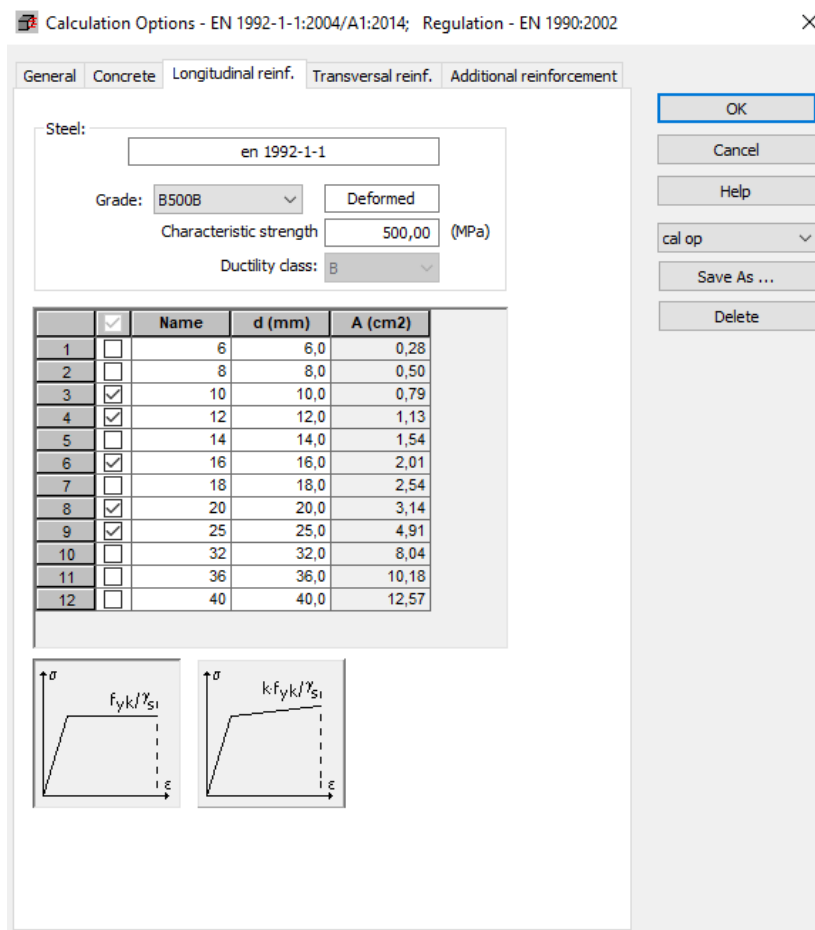 Calculation Options - EN 1992-1-1:2004/A1:2014; Regulation - EN 1990:2002
General Concrete Longitudinal reinf. Transversal reinf. Additional reinforcement
OK
Cancel
Help
cal op
Save As ...
Delete
Steel:
en 1992-1-1
Grade: B500B Deformed
Characteristic strength 500,00 (MPa)
Ductility class: B
Name d (mm) A (cm2)
1 6 6,0 0,28
2 8 8,0 0,50
3 10 10,0 0,79
4 12 12,0 1,13
5 14 14,0 1,54
6 16 16,0 2,01
7 18 18,0 2,54
8 20 20,0 3,14
9 25 25,0 4,91
10 32 32,0 8,04
11 36 36,0 10,18
12 40 40,0 12,57
σ fyk/γs ε
σ k·fyk/γs ε